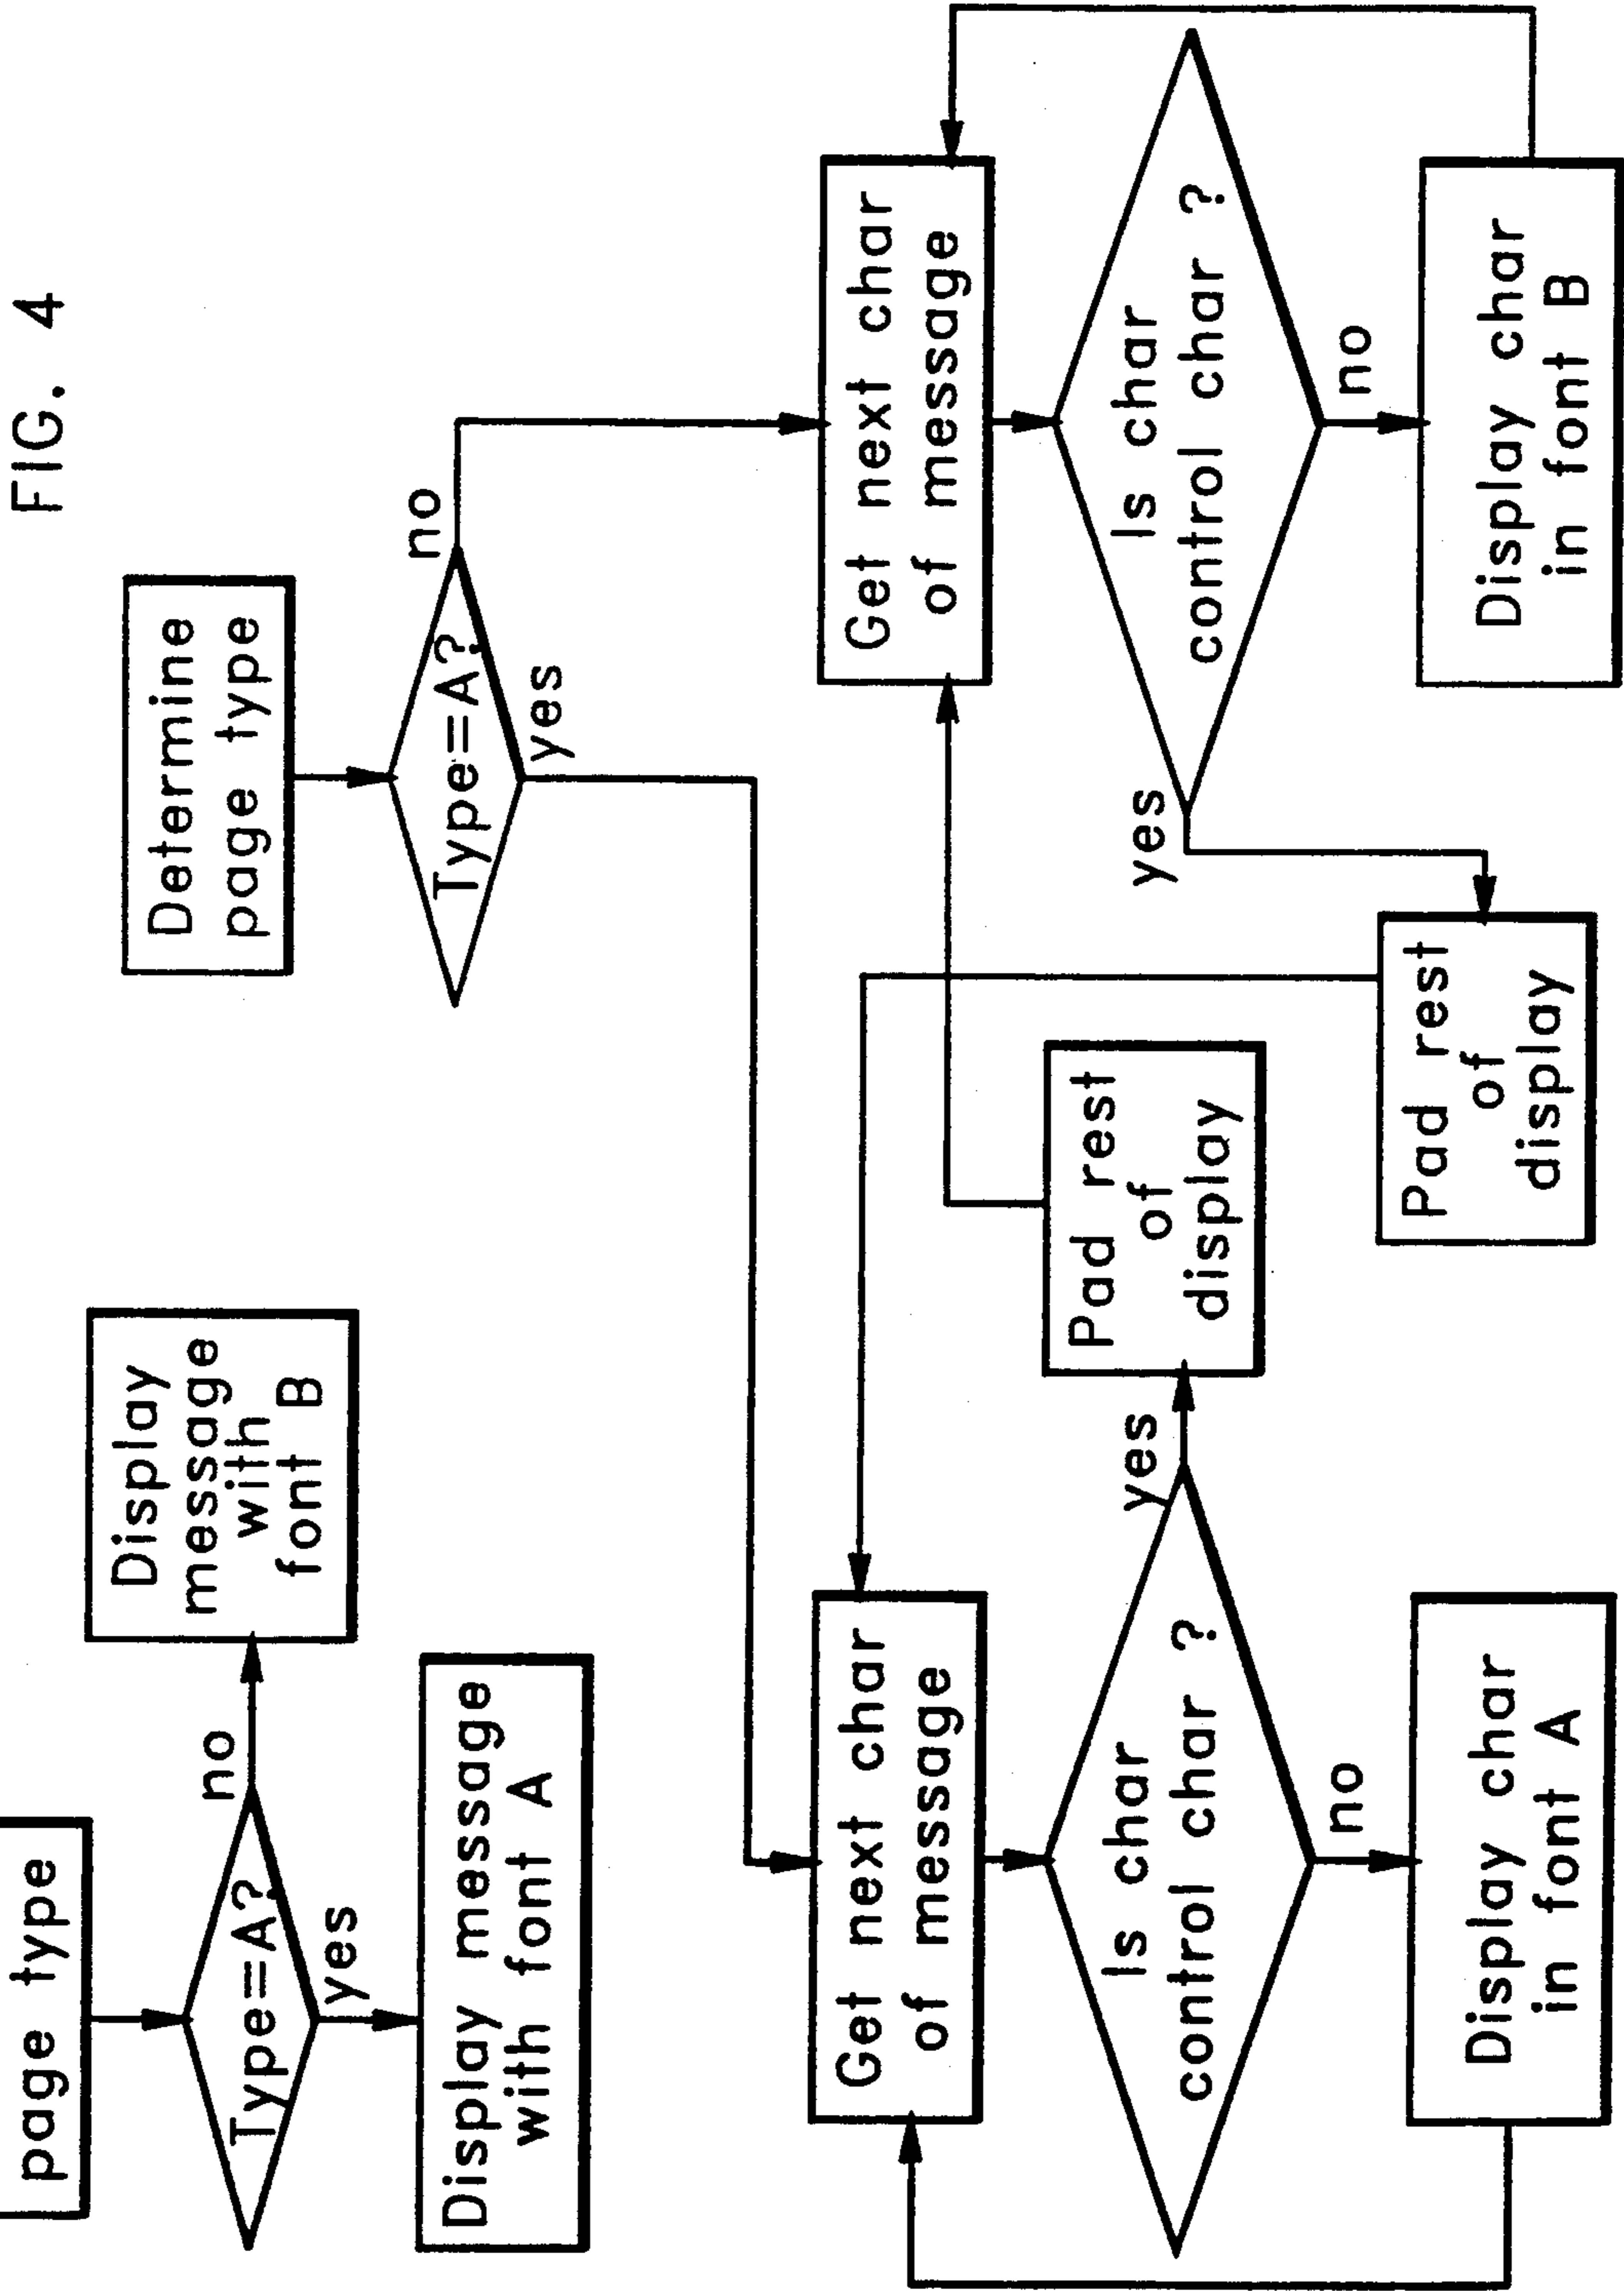 page type
Type=A?
no
yes
Display
message
with
font B
Display message
with font A
FIG. 4
Determine
page type
Type=A?
no
yes
Get next char
of message
Is char
control char ?
yes
no
Display char
in font A
Pad rest
of
display
Get next char
of message
Is char
control char ?
yes
no
Display char
in font B
Pad rest
of
display